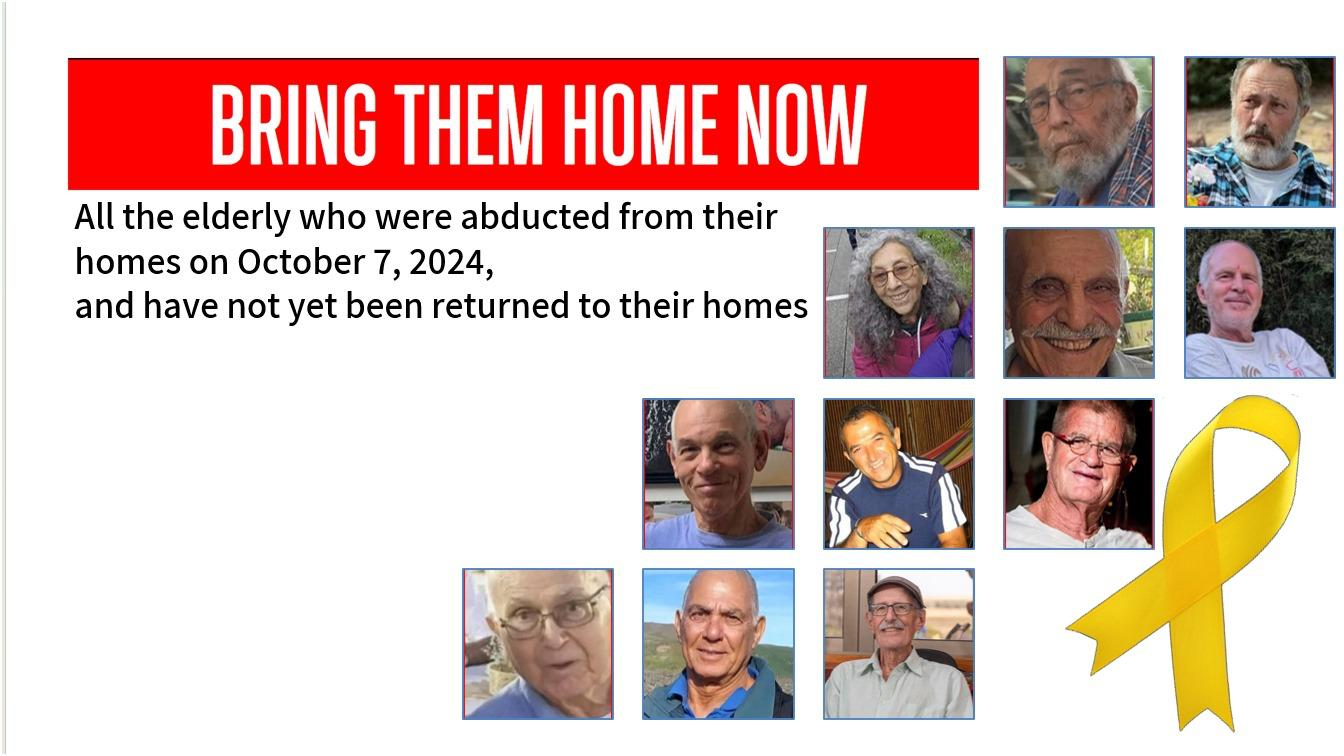 BRING THEM HOME NOW
All the elderly who were abducted from their
homes on October 7, 2024,
and have not yet been returned to their homes